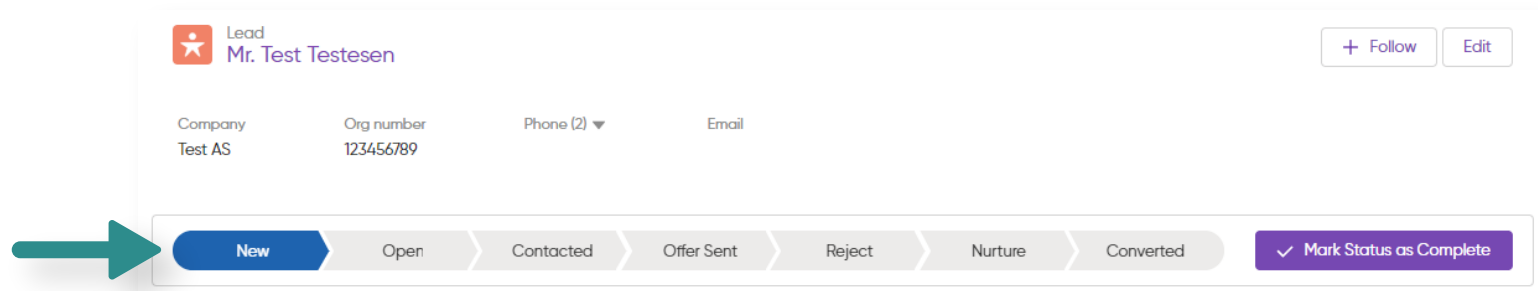 Lead
Mr. Test Testesen
+ Follow
Edit
Company
Org number
Phone (2)
Email
Test AS
123456789
New
Open
Contacted
Offer Sent
Reject
Nurture
Converted
Mark Status as Complete